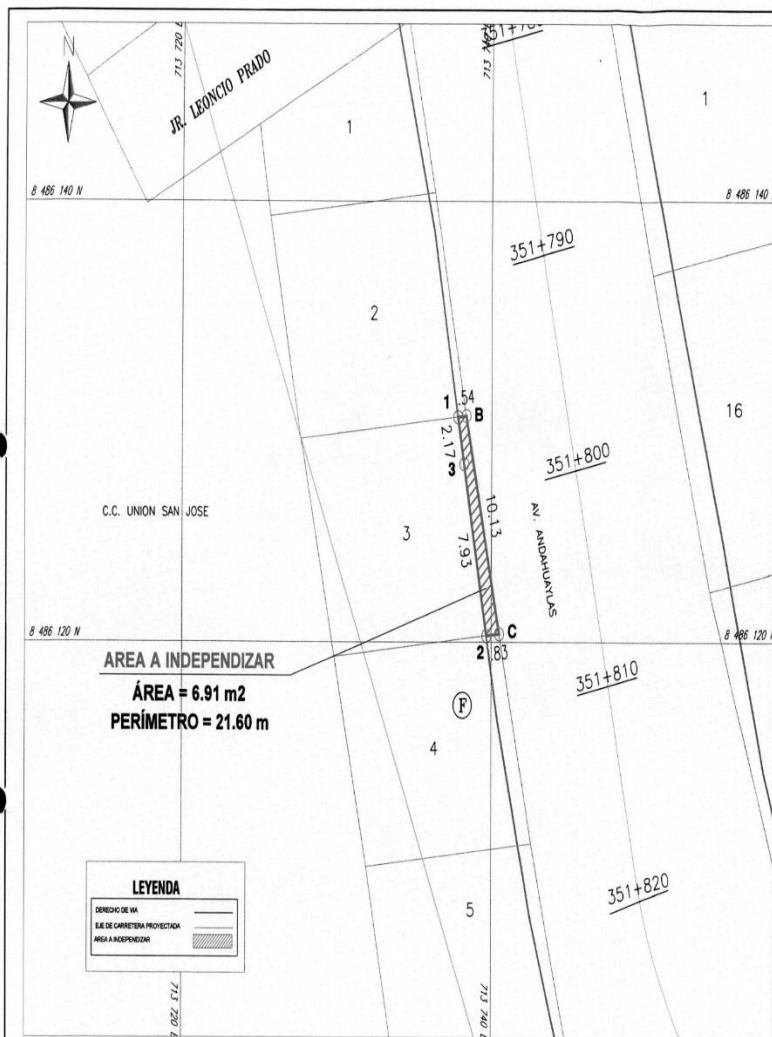 N
713 720 E
351+780
JR. LEONCIO PRADO
1
1
8 486 140 N
8 486 140
351+790
2
16
1
.54
B
2.17
3
351+800
10.13
AV. ANDAHUAYLAS
C.C. UNION SAN JOSE
3
7.93
8 486 120 N
C
8 486 120 N
2
.83
AREA A INDEPENDIZAR
ÁREA = 6.91 m2
PERÍMETRO = 21.60 m
351+810
F
4
LEYENDA
DERECHO DE VIA
EJE DE CARRETERA PROYECTADA
AREA A INDEPENDIZAR
5
351+820
713 720 E
713 740 E